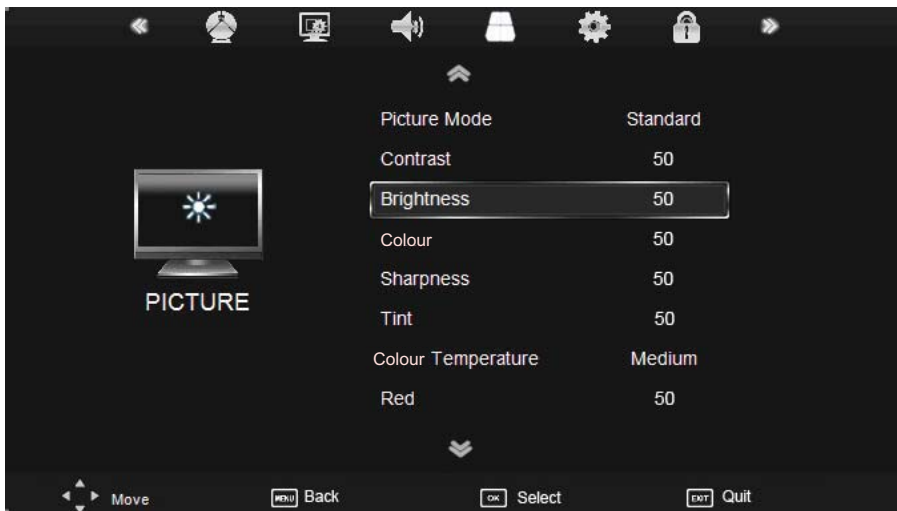 Picture Mode Standard
Contrast 50
Brightness 50
Colour 50
Sharpness 50
PICTURE
Tint 50
Colour Temperature Medium
Red 50
Move MENU Back OK Select EXIT Quit